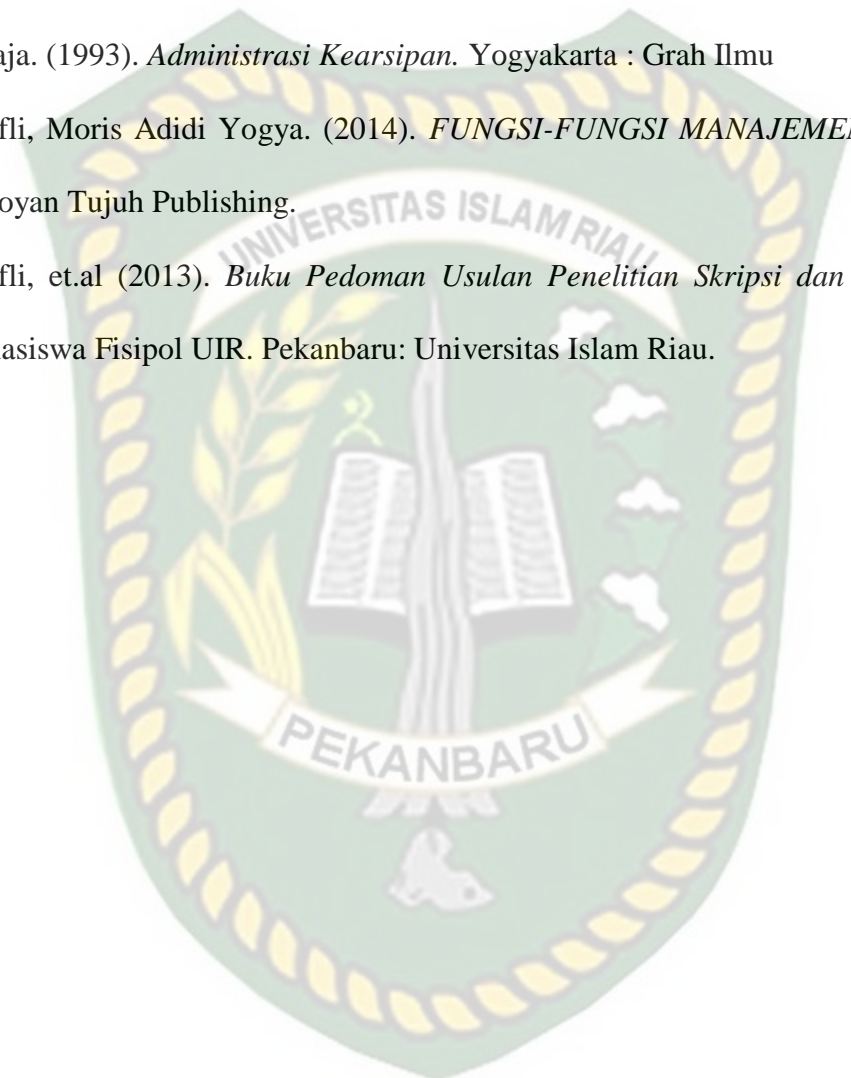 aja. (1993). Administrasi Kearsipan. Yogyakarta : Grah Ilmu
fli, Moris Adidi Yogya. (2014). FUNGSI-FUNGSI MANAJEMEN
oyan Tujuh Publishing.
fli, et.al (2013). Buku Pedoman Usulan Penelitian Skripsi dan
asiswa Fisipol UIR. Pekanbaru: Universitas Islam Riau.
UNIVERSITAS ISLAM RIAU
PEKANBARU